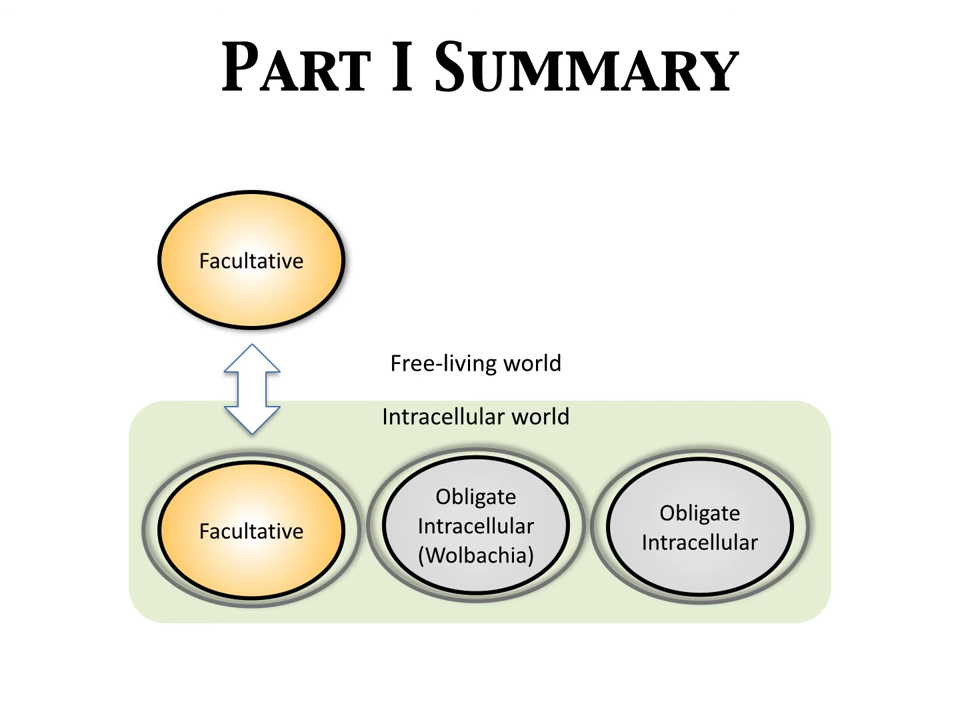 PART I SUMMARY
Facultative
Free-living world
Intracellular world
Facultative
Obligate
Intracellular
(Wolbachia)
Obligate
Intracellular